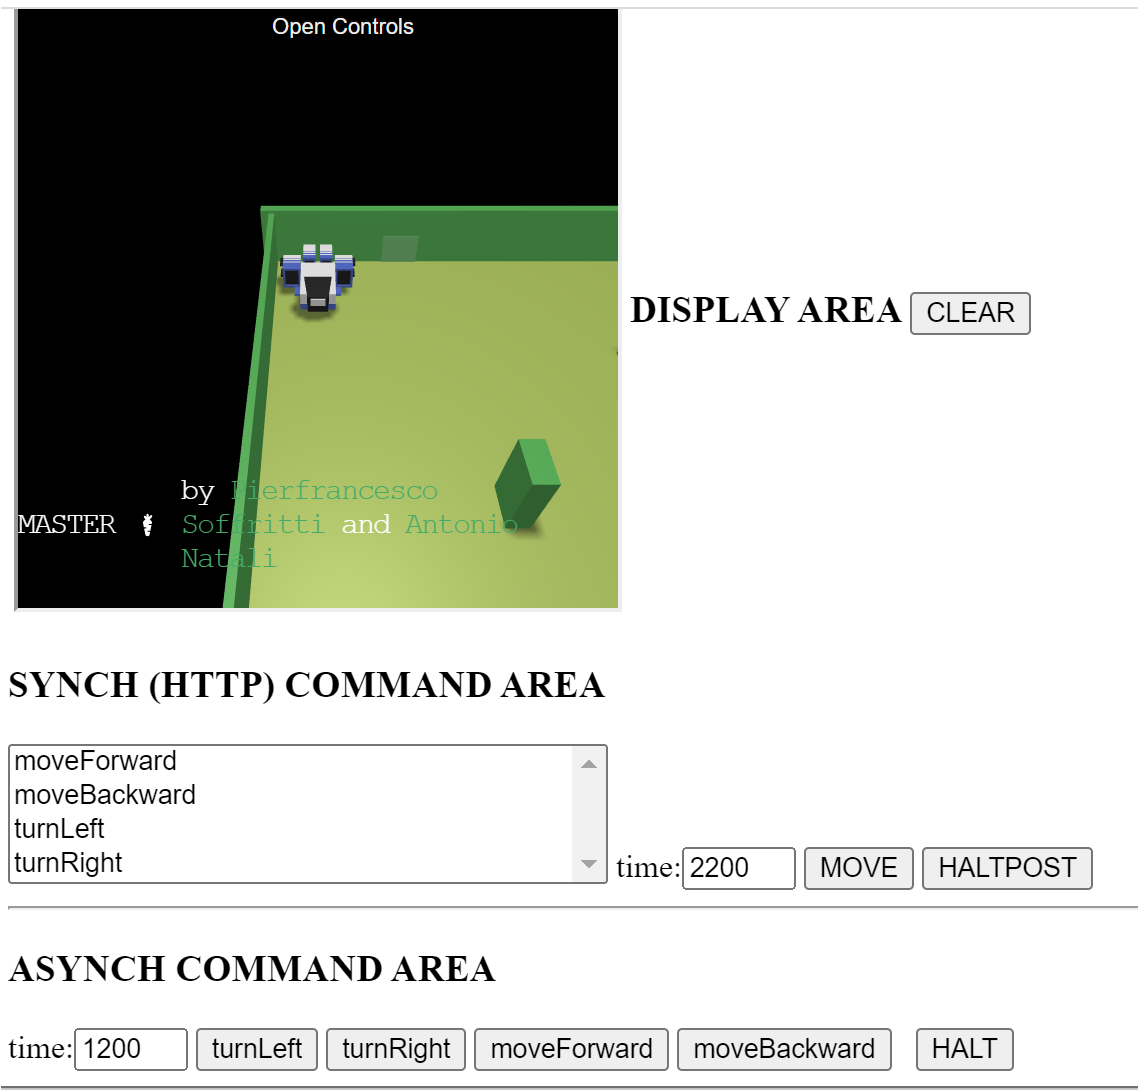 Open Controls
DISPLAY AREA CLEAR
by Pierfrancesco
MASTER Soffritti and Antonio
Natali
SYNCH (HTTP) COMMAND AREA
moveForward
moveBackward
turnLeft
turnRight
time: 2200 MOVE HALTPOST
ASYNCH COMMAND AREA
time: 1200 turnLeft turnRight moveForward moveBackward HALT